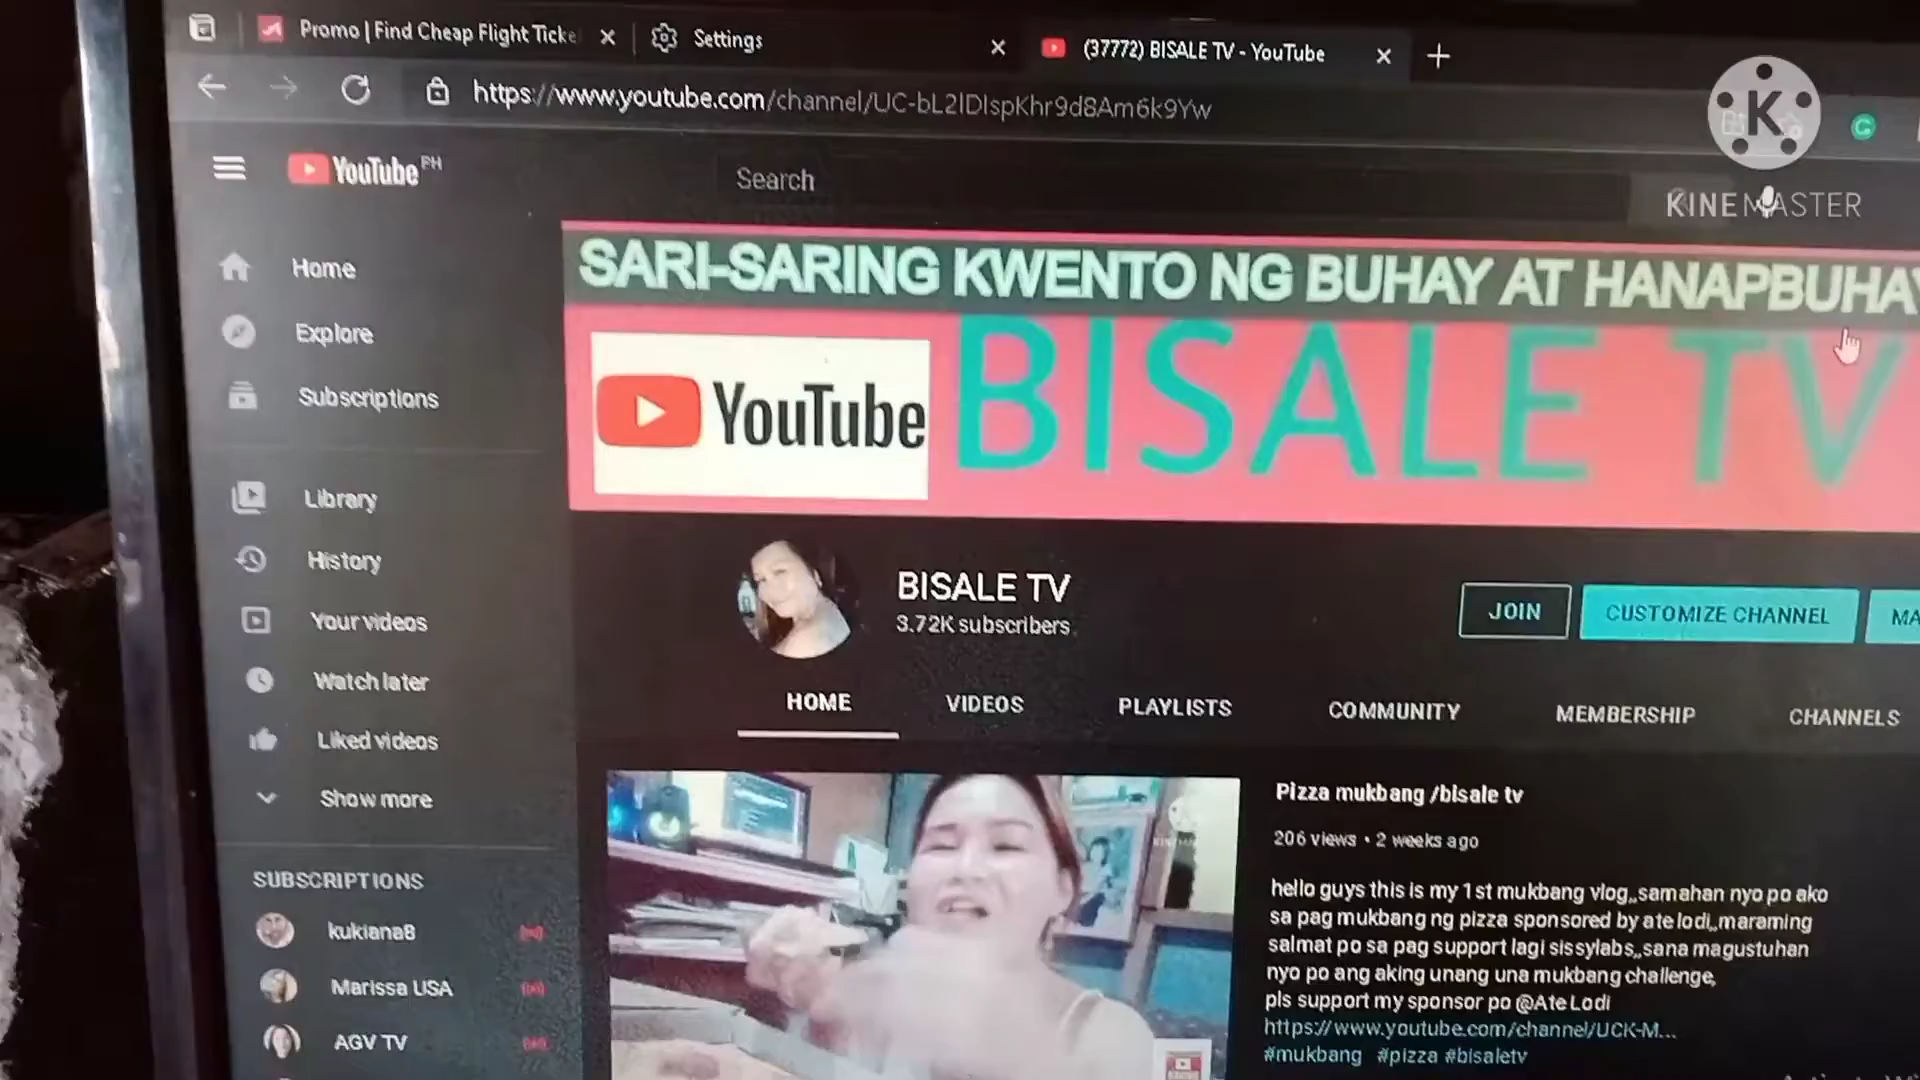 Promo | Find Cheap Flight Ticke
Settings
(37772) BISALE TV - YouTube
https://www.youtube.com/channel/UC-bL2lDIspKhr9d8Am6k9Yw
K
KINEMASTER
YouTube PH
Search
Home
Explore
Subscriptions
Library
History
Your videos
Watch later
Liked videos
Show more
SUBSCRIPTIONS
kukiana8
Marissa USA
AGV TV
SARI-SARING KWENTO NG BUHAY AT HANAPBUHAY
YouTube
BISALE TV
BISALE TV
3.72K subscribers
JOIN
CUSTOMIZE CHANNEL
MA
HOME
VIDEOS
PLAYLISTS
COMMUNITY
MEMBERSHIP
CHANNELS
Pizza mukbang /bisale tv
206 views • 2 weeks ago
hello guys this is my 1st mukbang vlog,,samahan nyo po ako
sa pag mukbang ng pizza sponsored by ate lodi,,maraming
salmat po sa pag support lagi sissylabs,,sana magustuhan
nyo po ang aking unang una mukbang challenge,
pls support my sponsor po @Ate Lodi
https://www.youtube.com/channel/UCK-M...
#mukbang #pizza #bisaletv